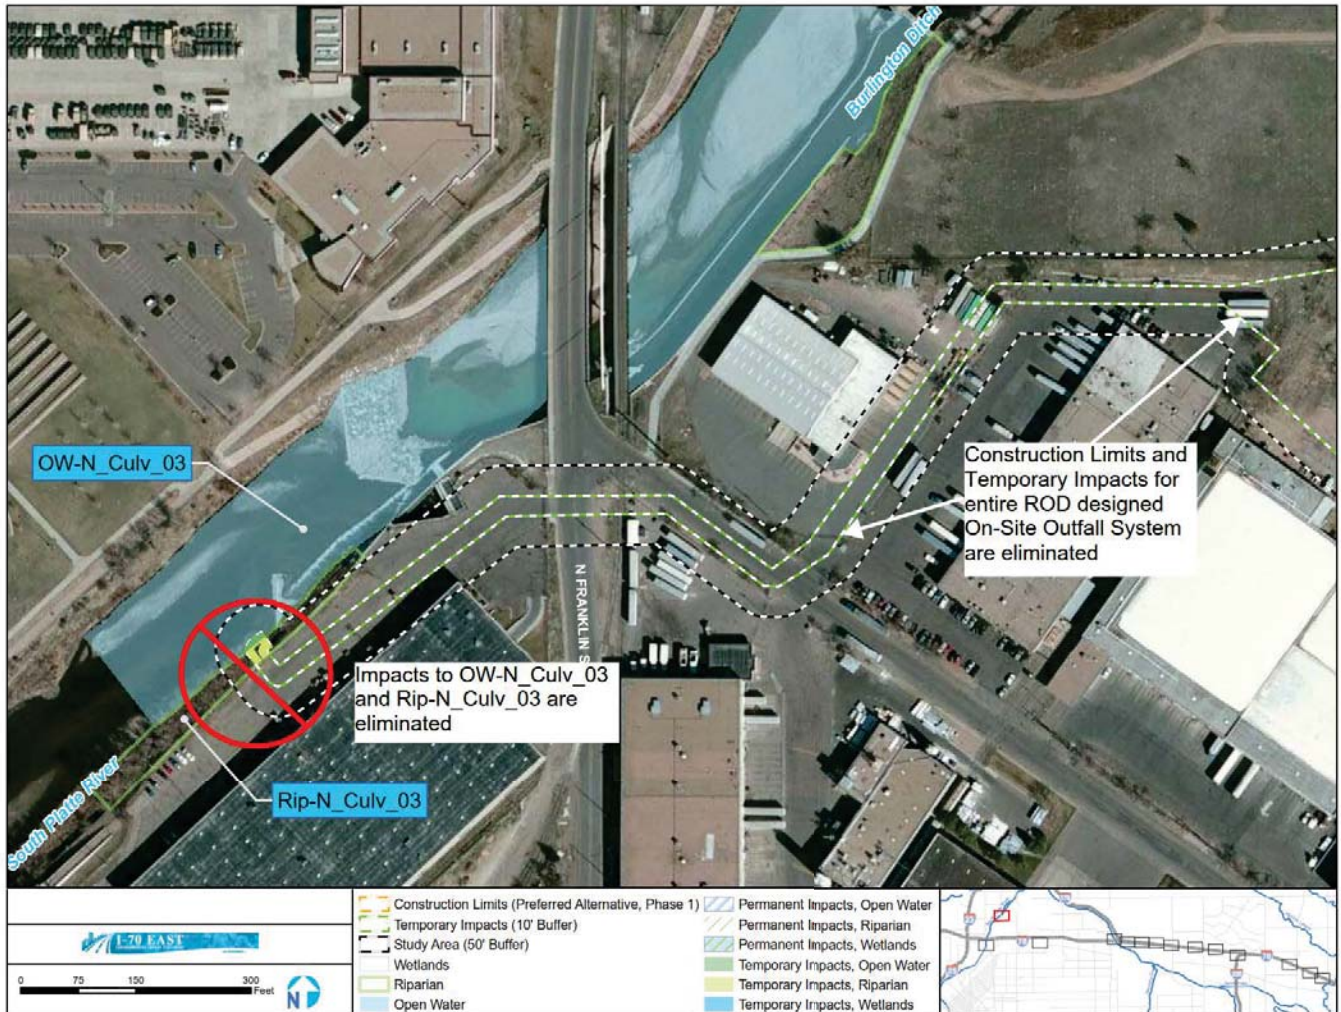 Burlington Ditch
OW-N_Culv_03
Construction Limits and
Temporary Impacts for
entire ROD designed
On-Site Outfall System
are eliminated
N FRANKLIN S
Impacts to OW-N_Culv_03
and Rip-N_Culv_03 are
eliminated
Rip-N_Culv_03
South Platte River
I-70 EAST
0 75 150 300
Feet
N
Construction Limits (Preferred Alternative, Phase 1)
Temporary Impacts (10' Buffer)
Study Area (50' Buffer)
Wetlands
Riparian
Open Water
Permanent Impacts, Open Water
Permanent Impacts, Riparian
Permanent Impacts, Wetlands
Temporary Impacts, Open Water
Temporary Impacts, Riparian
Temporary Impacts, Wetlands